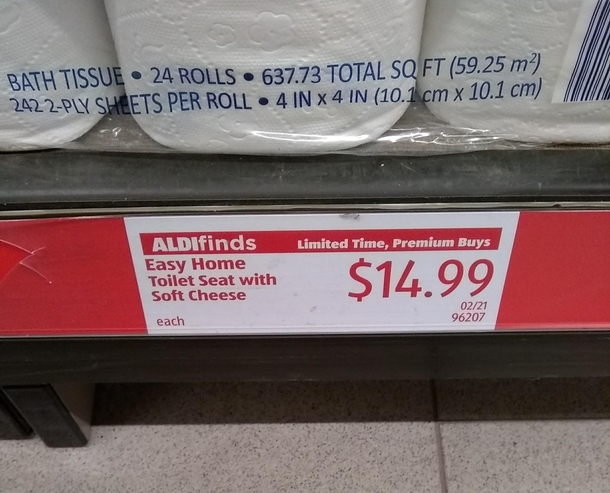 BATH TISSUE • 24 ROLLS • 637.73 TOTAL SQ FT (59.25 m²)
242 2-PLY SHEETS PER ROLL • 4 IN x 4 IN (10.1 cm x 10.1 cm)
ALDIfinds Limited Time, Premium Buys
Easy Home
Toilet Seat with
Soft Cheese
$14.99
each
02/21
96207